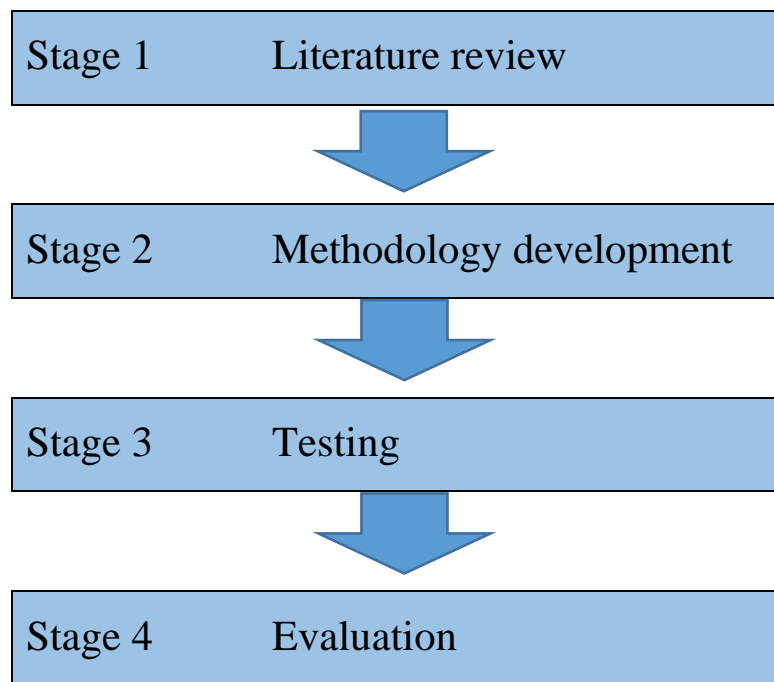 Stage 1 Literature review
Stage 2 Methodology development
Stage 3 Testing
Stage 4 Evaluation